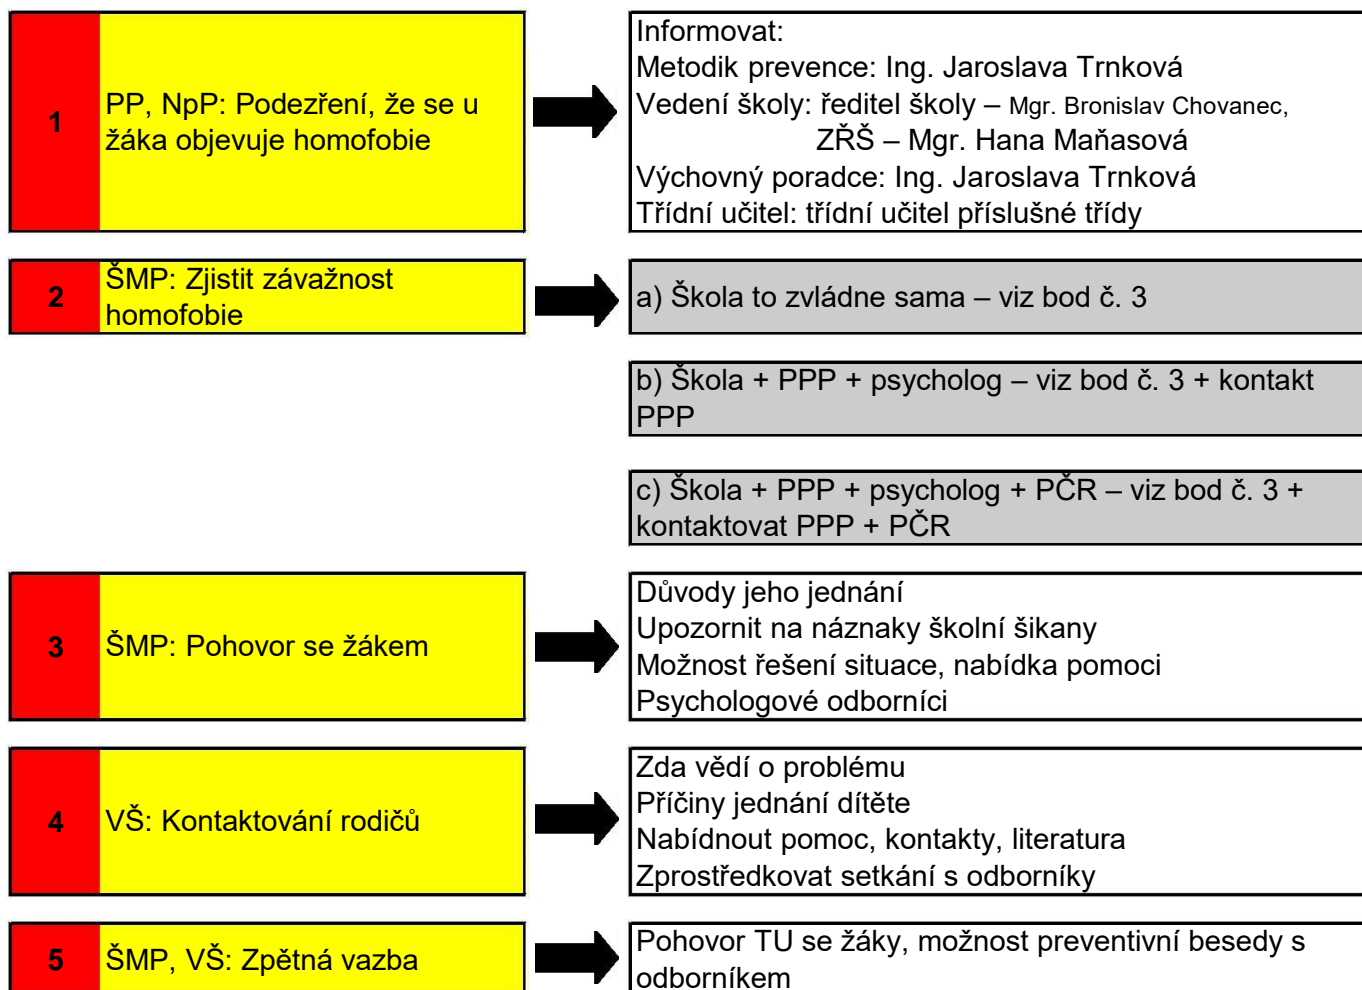 1
PP, NpP: Podezření, že se u
žáka objevuje homofobie
Informovat:
Metodik prevence: Ing. Jaroslava Trnková
Vedení školy: ředitel školy – Mgr. Bronislav Chovanec,
ZŘŠ – Mgr. Hana Maňasová
Výchovný poradce: Ing. Jaroslava Trnková
Třídní učitel: třídní učitel příslušné třídy
2
ŠMP: Zjistit závažnost
homofobie
a) Škola to zvládne sama – viz bod č. 3
b) Škola + PPP + psycholog – viz bod č. 3 + kontakt
PPP
c) Škola + PPP + psycholog + PČR – viz bod č. 3 +
kontaktovat PPP + PČR
3
ŠMP: Pohovor se žákem
Důvody jeho jednání
Upozornit na náznaky školní šikany
Možnost řešení situace, nabídka pomoci
Psychologové odborníci
4
VŠ: Kontaktování rodičů
Zda vědí o problému
Příčiny jednání dítěte
Nabídnout pomoc, kontakty, literatura
Zprostředkovat setkání s odborníky
5
ŠMP, VŠ: Zpětná vazba
Pohovor TU se žáky, možnost preventivní besedy s
odborníkem